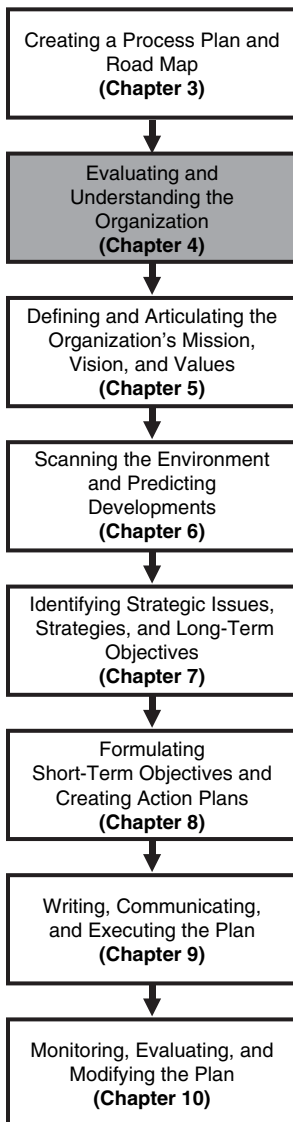 Creating a Process Plan and
Road Map
(Chapter 3)
Evaluating and
Understanding the
Organization
(Chapter 4)
Defining and Articulating the
Organization's Mission,
Vision, and Values
(Chapter 5)
Scanning the Environment
and Predicting
Developments
(Chapter 6)
Identifying Strategic Issues,
Strategies, and Long-Term
Objectives
(Chapter 7)
Formulating
Short-Term Objectives and
Creating Action Plans
(Chapter 8)
Writing, Communicating,
and Executing the Plan
(Chapter 9)
Monitoring, Evaluating, and
Modifying the Plan
(Chapter 10)